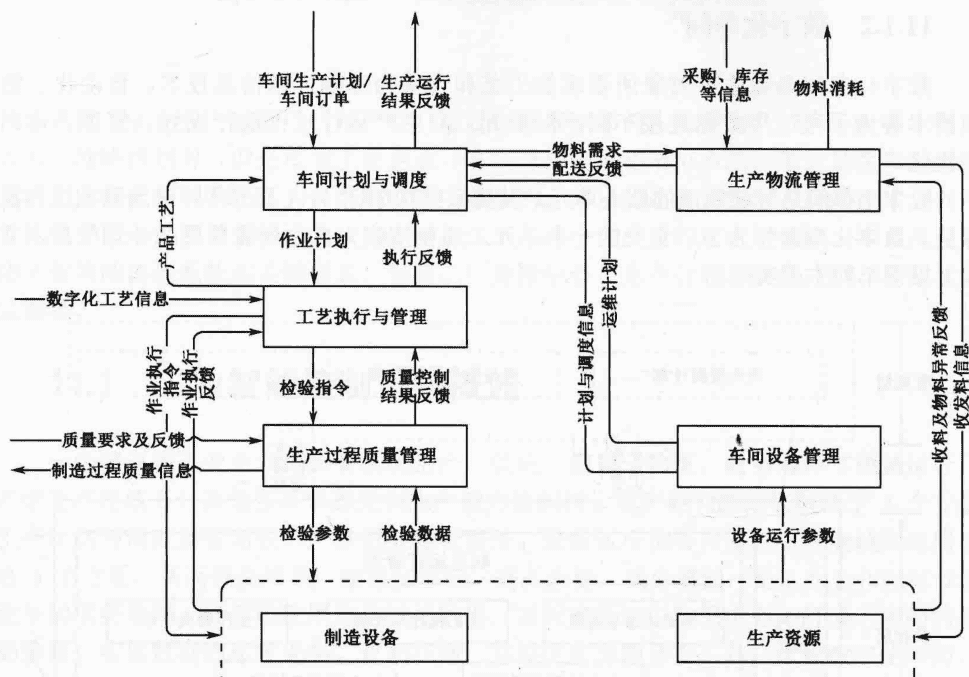 车间生产计划/
车间订单
生产运行
结果反馈
采购、库存
等信息
物料消耗
车间计划与调度
物料需求
配送反馈
生产物流管理
产品工艺
作业计划
执行反馈
数字化工艺信息
工艺执行与管理
计划与调度信息
运维计划
收料及物料异常反馈
收发料信息
作业执行
指令
作业执行
反馈
检验指令
质量控制
结果反馈
质量要求及反馈
制造过程质量信息
生产过程质量管理
车间设备管理
检验参数
检验数据
设备运行参数
制造设备
生产资源